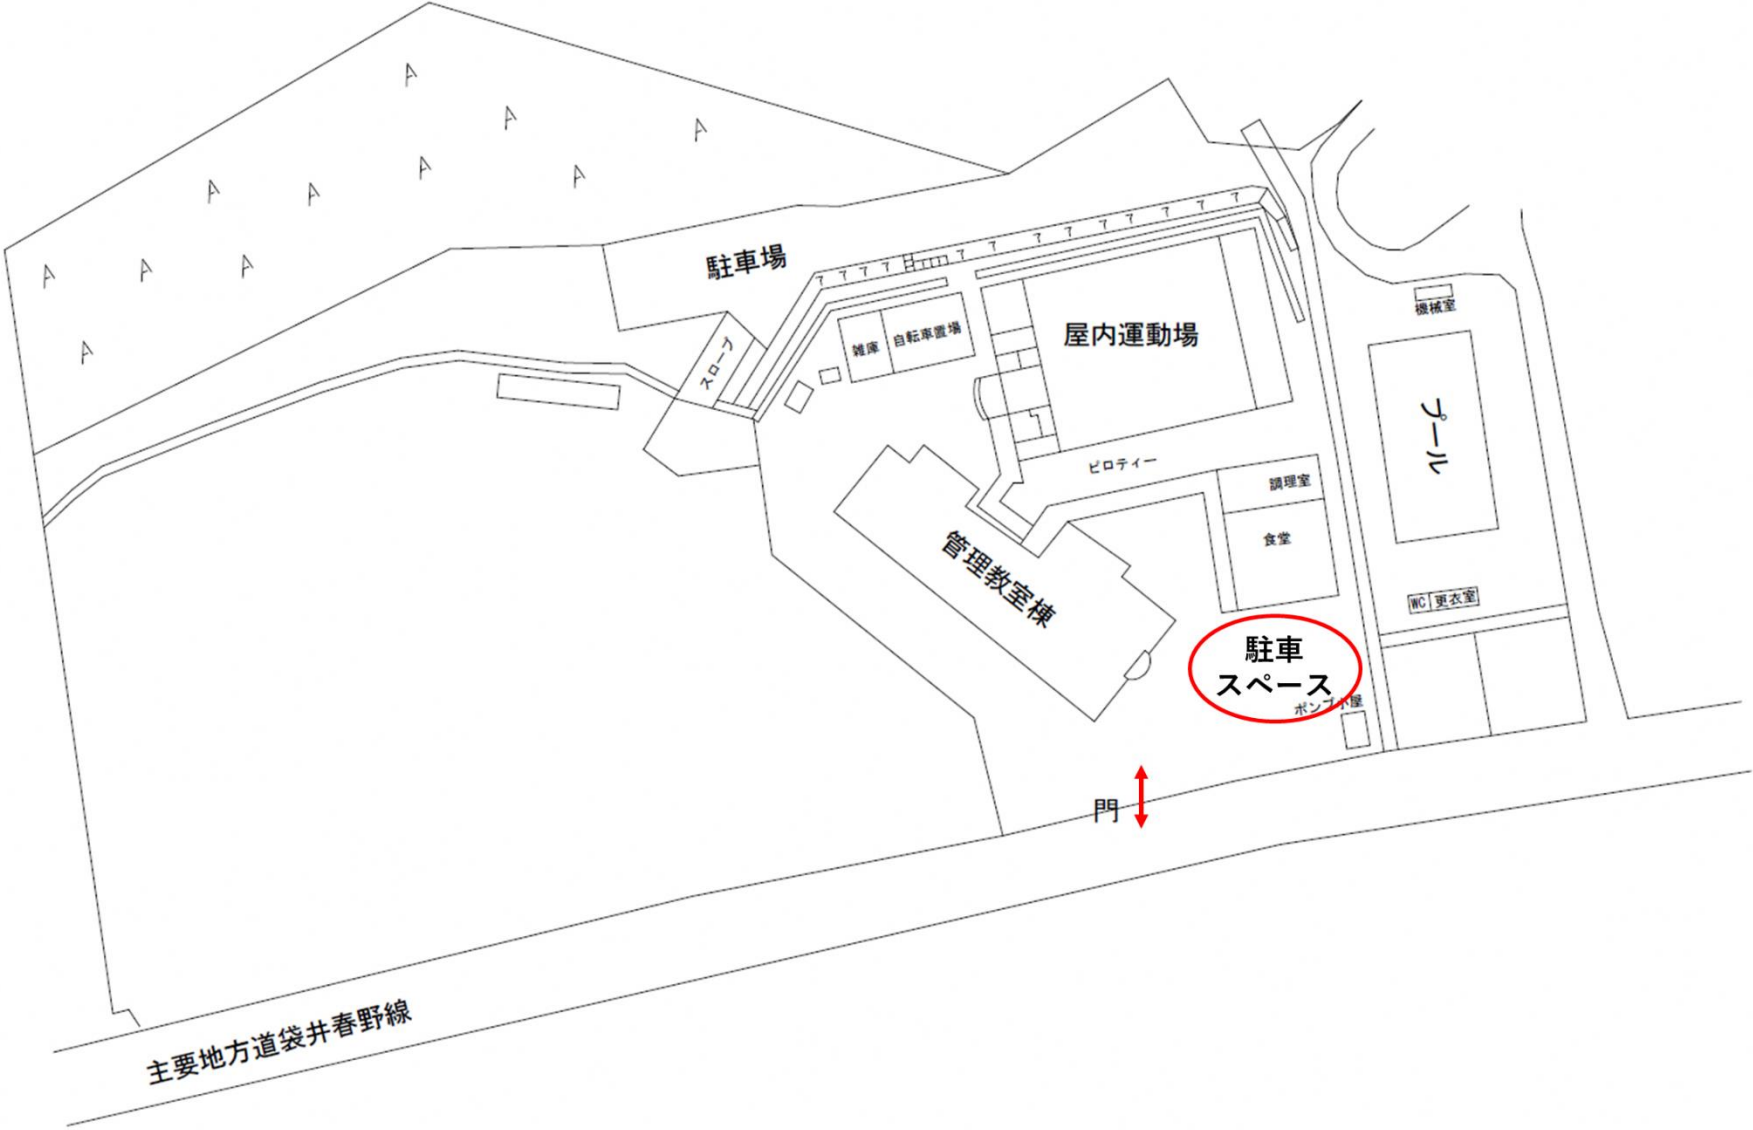 駐車場
機械室
屋内運動場
自転車置場
雑庫
スロープ
プール
ピロティー
調理室
食堂
管理教室棟
WC
更衣室
駐車
スペース
ポンプ小屋
門
主要地方道袋井春野線